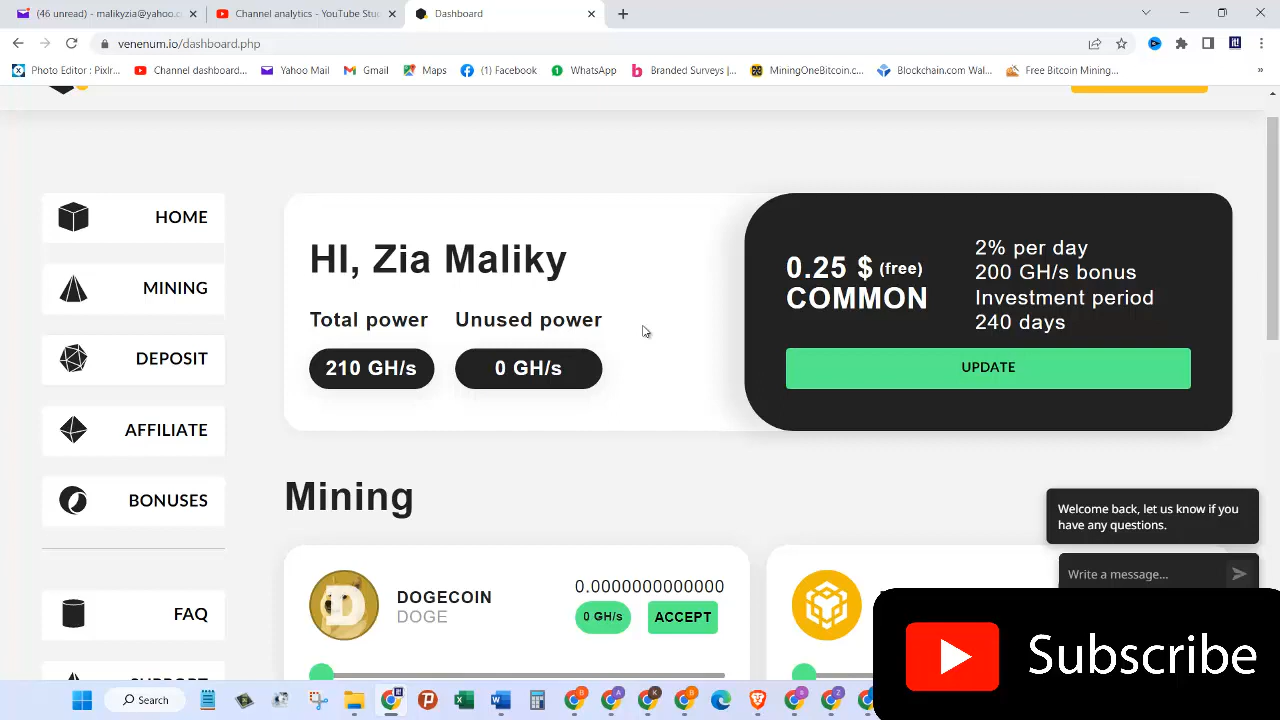 (46 unread) - malikyzia@yahoo.c
Channel analytics - YouTube Stu
Dashboard
venenum.io/dashboard.php
Photo Editor : Pixlr...
Channel dashboard...
Yahoo Mail
Gmail
Maps
(1) Facebook
WhatsApp
Branded Surveys |...
MiningOneBitcoin.c...
Blockchain.com Wal...
Free Bitcoin Mining...
»
HOME
MINING
DEPOSIT
AFFILIATE
BONUSES
FAQ
HI, Zia Maliky
Total power
Unused power
210 GH/s
0 GH/s
0.25 $ (free)
COMMON
2% per day
200 GH/s bonus
Investment period
240 days
UPDATE
Mining
DOGECOIN
DOGE
0.0000000000000
0 GH/s
ACCEPT
Welcome back, let us know if you
have any questions.
Write a message...
Subscribe
Search